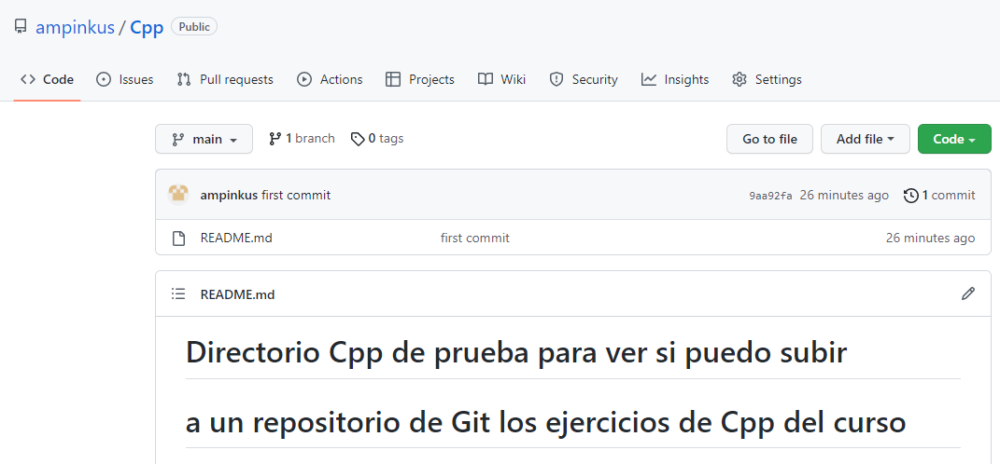 ampinkus / Cpp Public
Code Issues Pull requests Actions Projects Wiki Security Insights Settings
main 1 branch 0 tags Go to file Add file Code
ampinkus first commit 9aa92fa 26 minutes ago 1 commit
README.md first commit 26 minutes ago
README.md
Directorio Cpp de prueba para ver si puedo subir
a un repositorio de Git los ejercicios de Cpp del curso